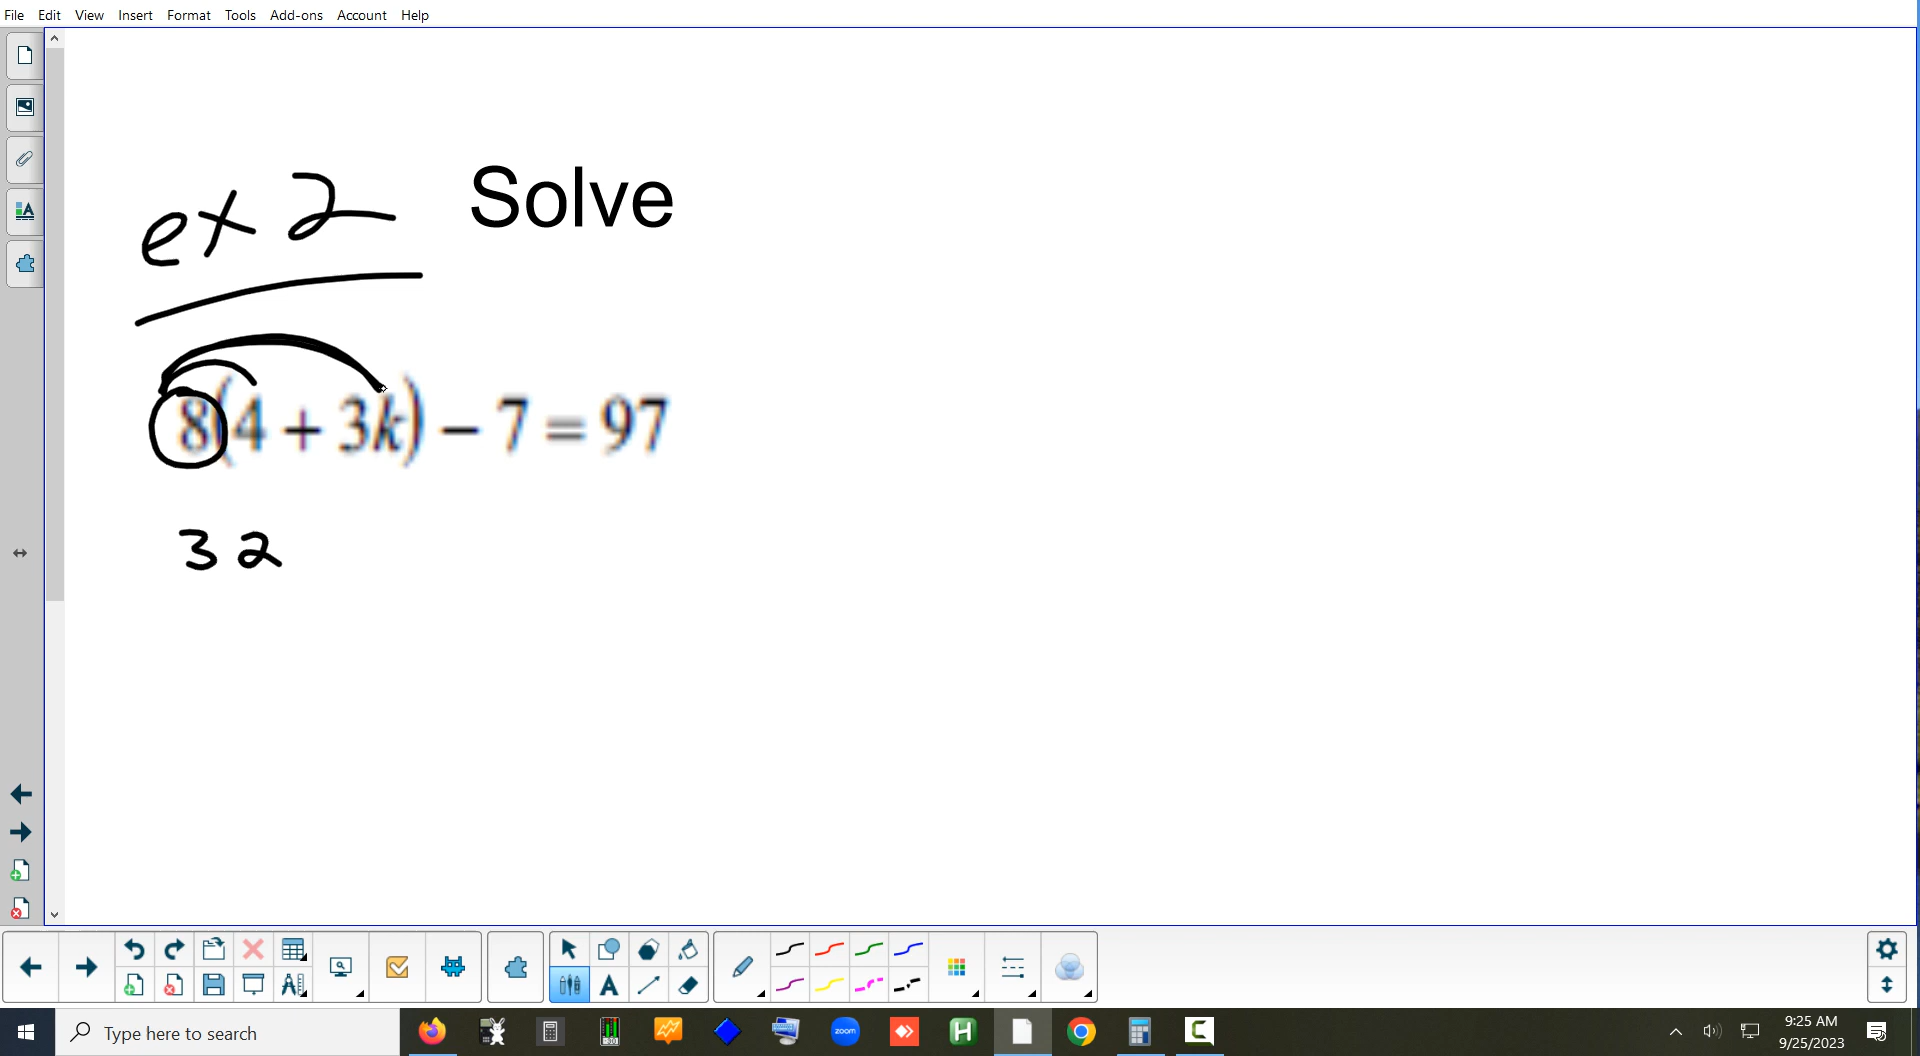 File Edit View Insert Format Tools Add-ons Account Help
ex 2 Solve
8(4 + 3k) – 7 = 97
32
A
zoom
H
C
Type here to search
9:25 AM
9/25/2023